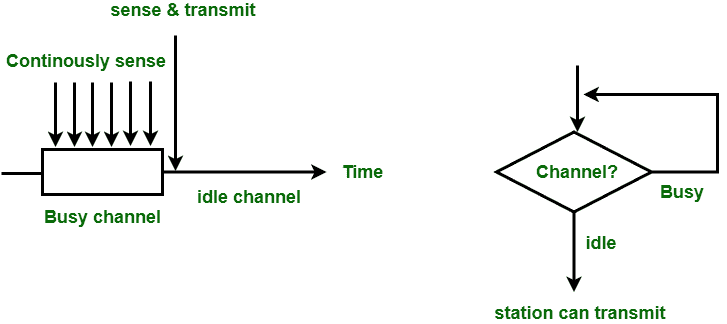 sense & transmit
Continously sense
Time
idle channel
Busy channel
Channel?
Busy
idle
station can transmit